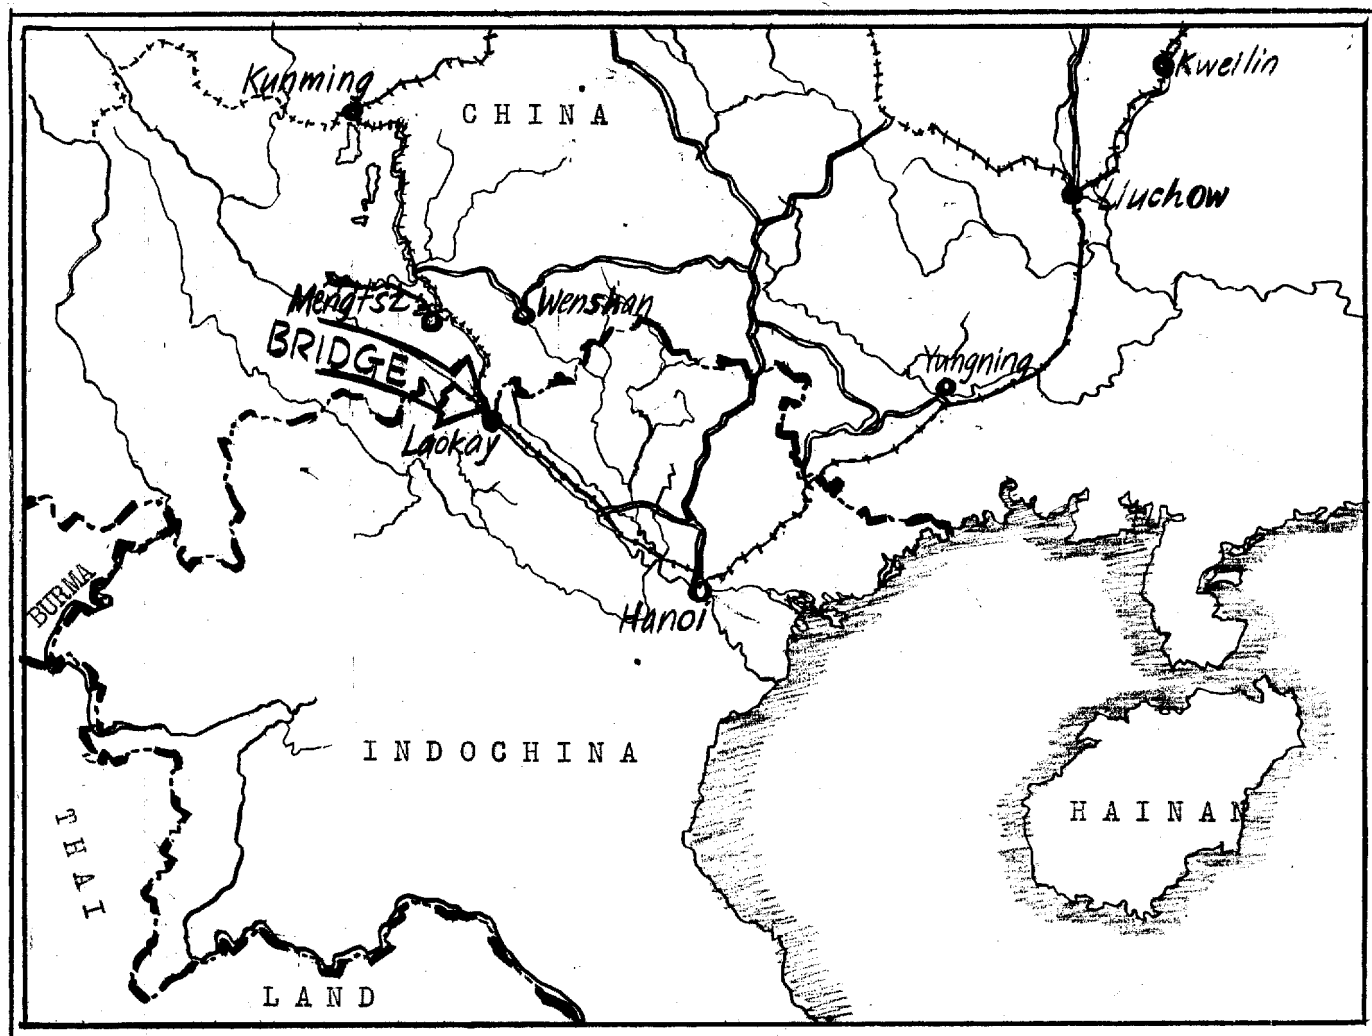 Kunming
Kweilin
CHINA
Liuchow
Mengtsz
Wenshan
BRIDGE
Yungning
Laokay
BURMA
Hanoi
INDOCHINA
HAINAN
THAI
LAND